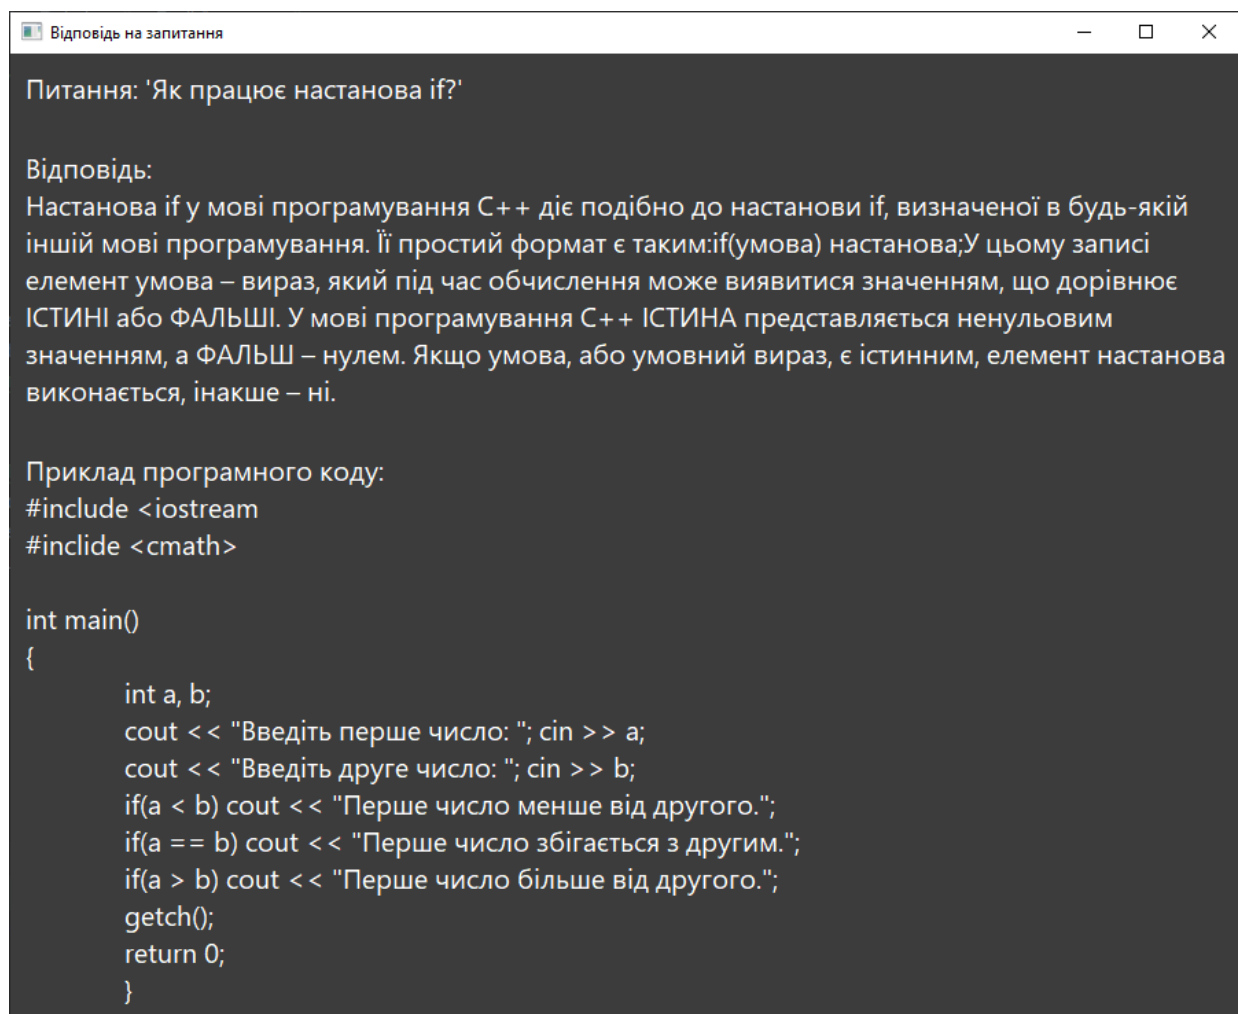 Відповідь на запитання
Питання: 'Як працює настанова if?'
Відповідь:
Настанова if у мові програмування C++ діє подібно до настанови if, визначеної в будь-якій
іншій мові програмування. Її простий формат є таким:if(умова) настанова;У цьому записі
елемент умова – вираз, який під час обчислення може виявитися значенням, що дорівнює
ІСТИНІ або ФАЛЬШІ. У мові програмування C++ ІСТИНА представляється ненульовим
значенням, а ФАЛЬШ – нулем. Якщо умова, або умовний вираз, є істинним, елемент настанова
виконається, інакше – ні.
Приклад програмного коду:
#include <iostream
#inclide <cmath>
int main()
{
int a, b;
cout << "Введіть перше число: "; cin >> a;
cout << "Введіть друге число: "; cin >> b;
if(a < b) cout << "Перше число менше від другого.";
if(a == b) cout << "Перше число збігається з другим.";
if(a > b) cout << "Перше число більше від другого.";
getch();
return 0;
}